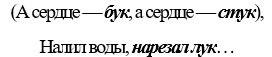 (А сердце — бук, а сердце — стук),
Налил воды, нарезал лук…